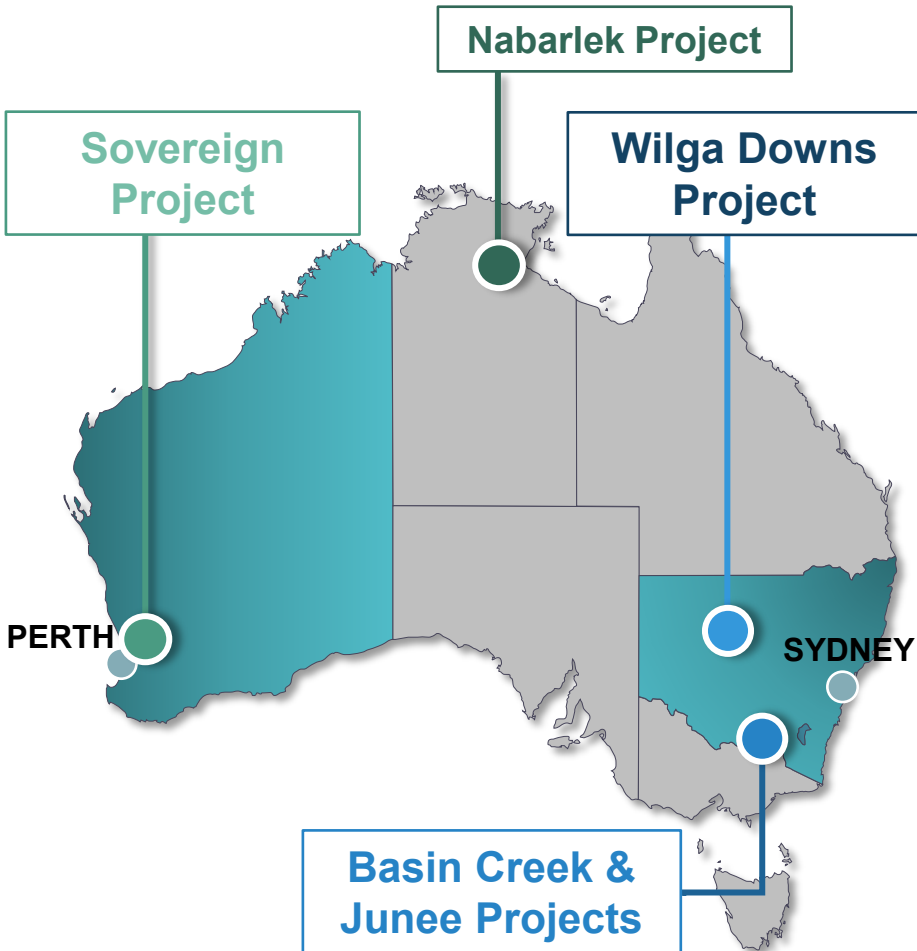 Nabarlek Project
Sovereign
Project
Wilga Downs
Project
PERTH
SYDNEY
Basin Creek &
Junee Projects